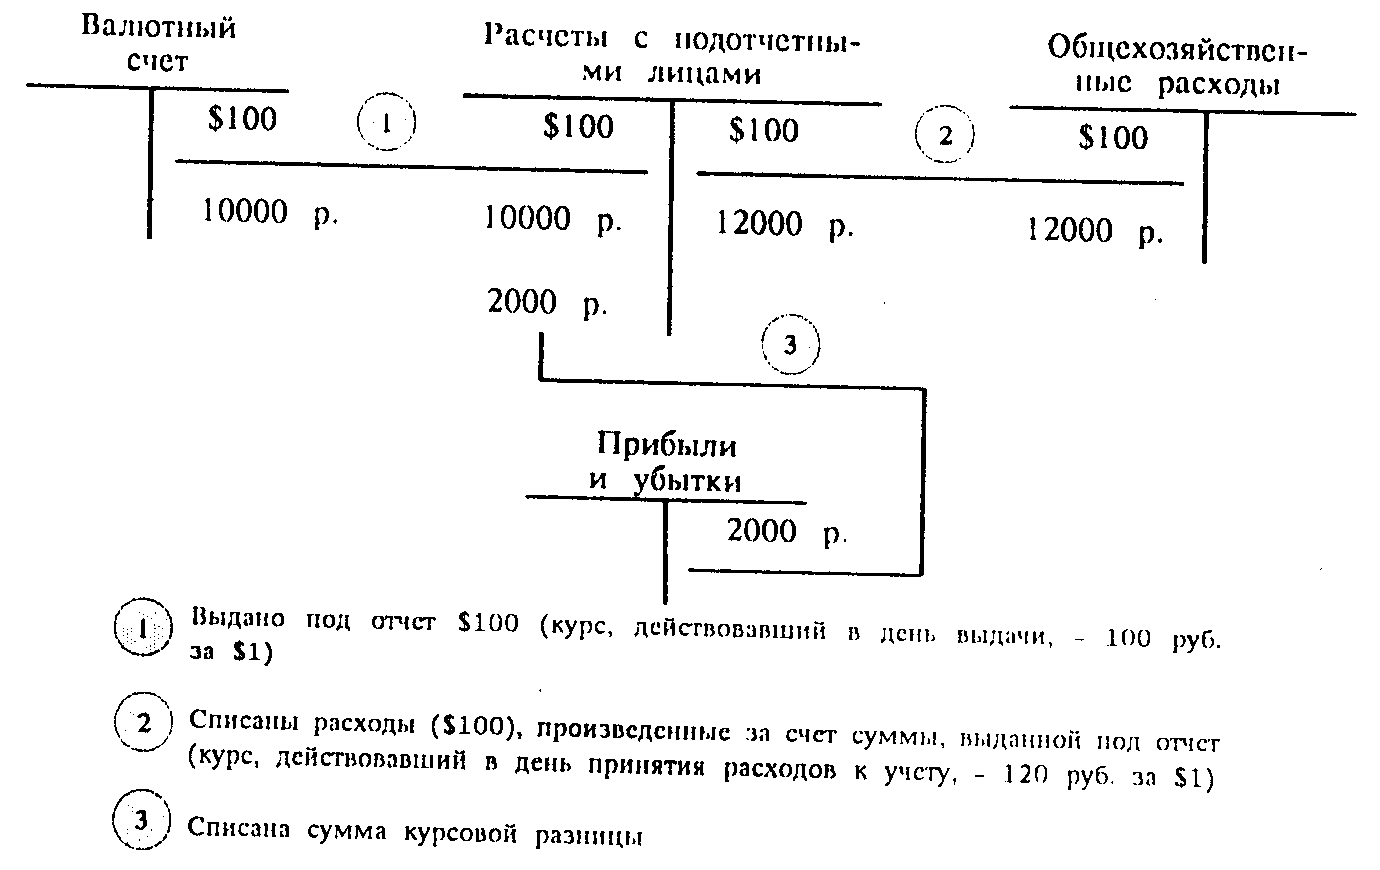 Валютный
счет
Расчеты с подотчетны-
ми лицами
Общехозяйствен-
ные расходы
$100
1
$100
$100
2
$100
10000 р.
10000 р.
12000 р.
12000 р.
2000 р.
3
Прибыли
и убытки
2000 р.
1 Выдано под отчет $100 (курс, действовавший в день выдачи, – 100 руб.
за $1)
2 Списаны расходы ($100), произведенные за счет суммы, выданной под отчет
(курс, действовавший в день принятия расходов к учету, – 120 руб. за $1)
3 Списана сумма курсовой разницы